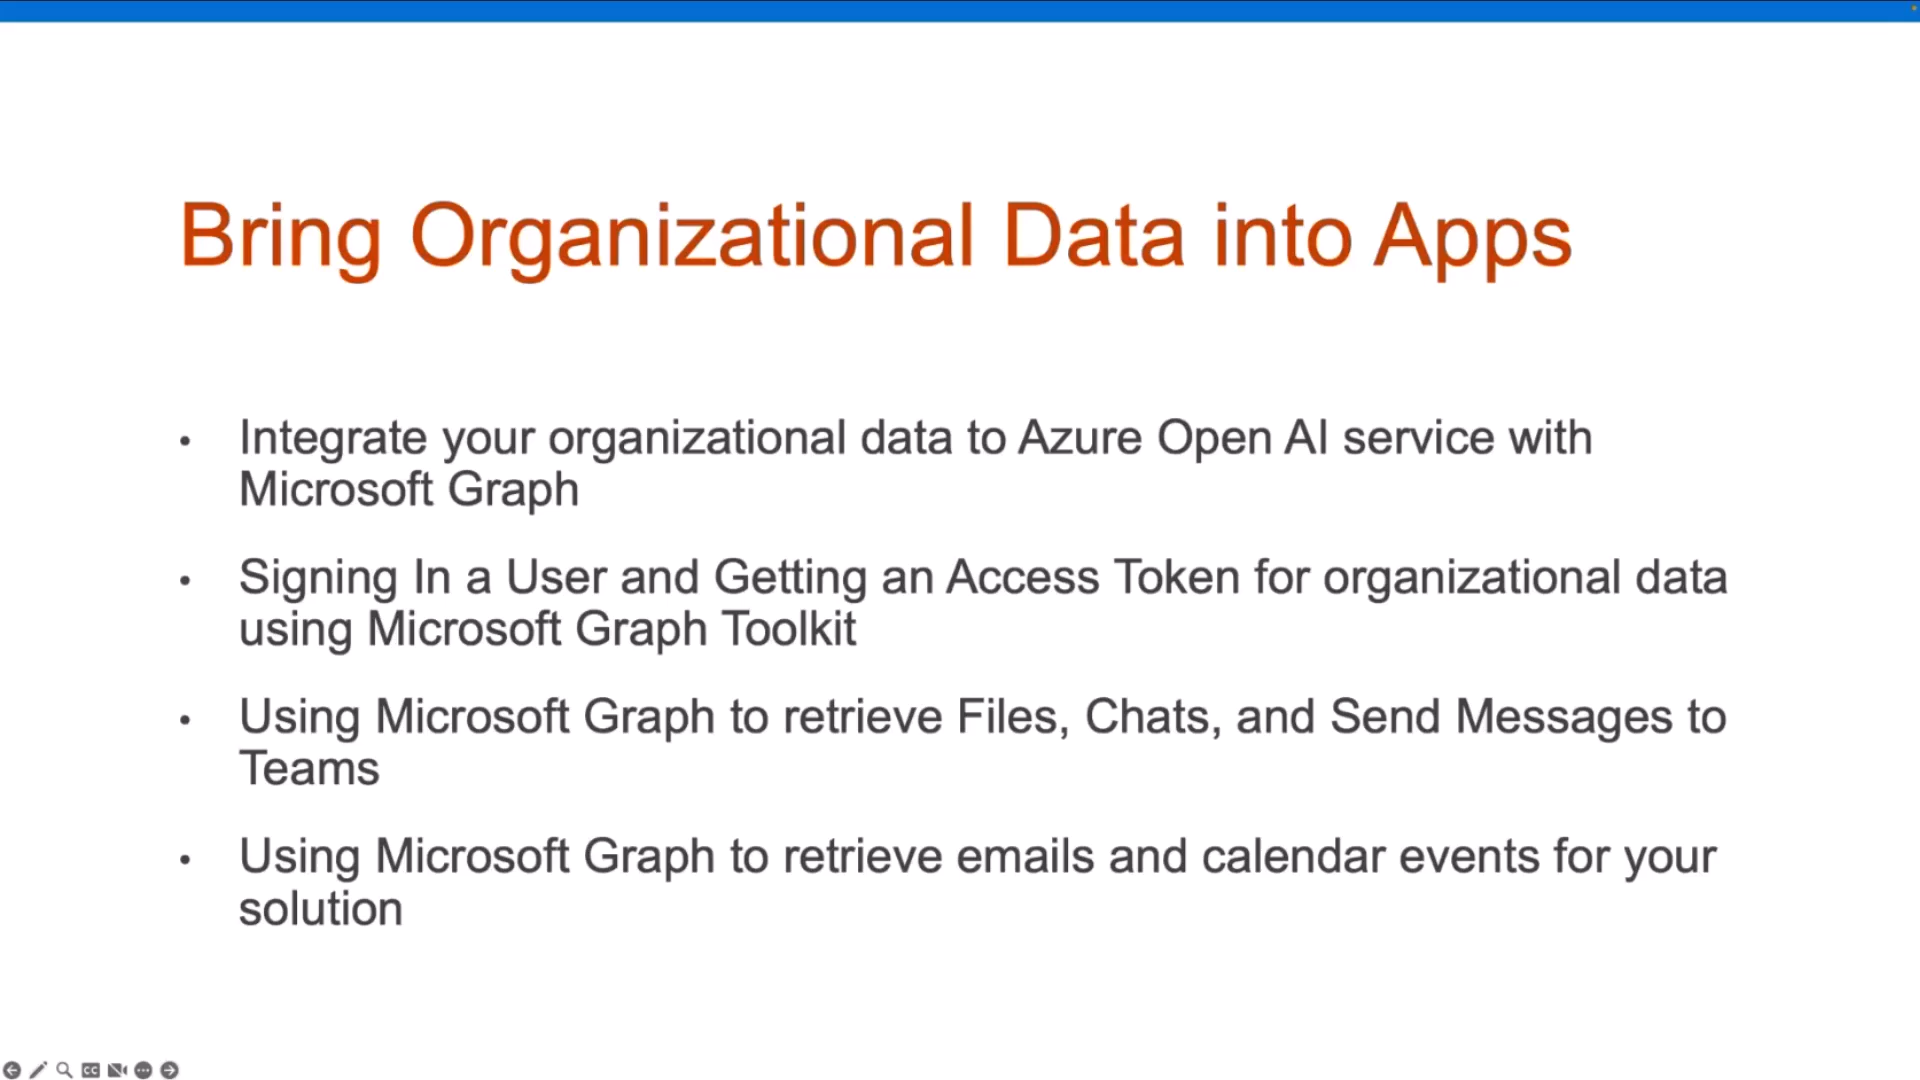 Bring Organizational Data into Apps
• Integrate your organizational data to Azure Open AI service with
Microsoft Graph
• Signing In a User and Getting an Access Token for organizational data
using Microsoft Graph Toolkit
• Using Microsoft Graph to retrieve Files, Chats, and Send Messages to
Teams
• Using Microsoft Graph to retrieve emails and calendar events for your
solution
CC